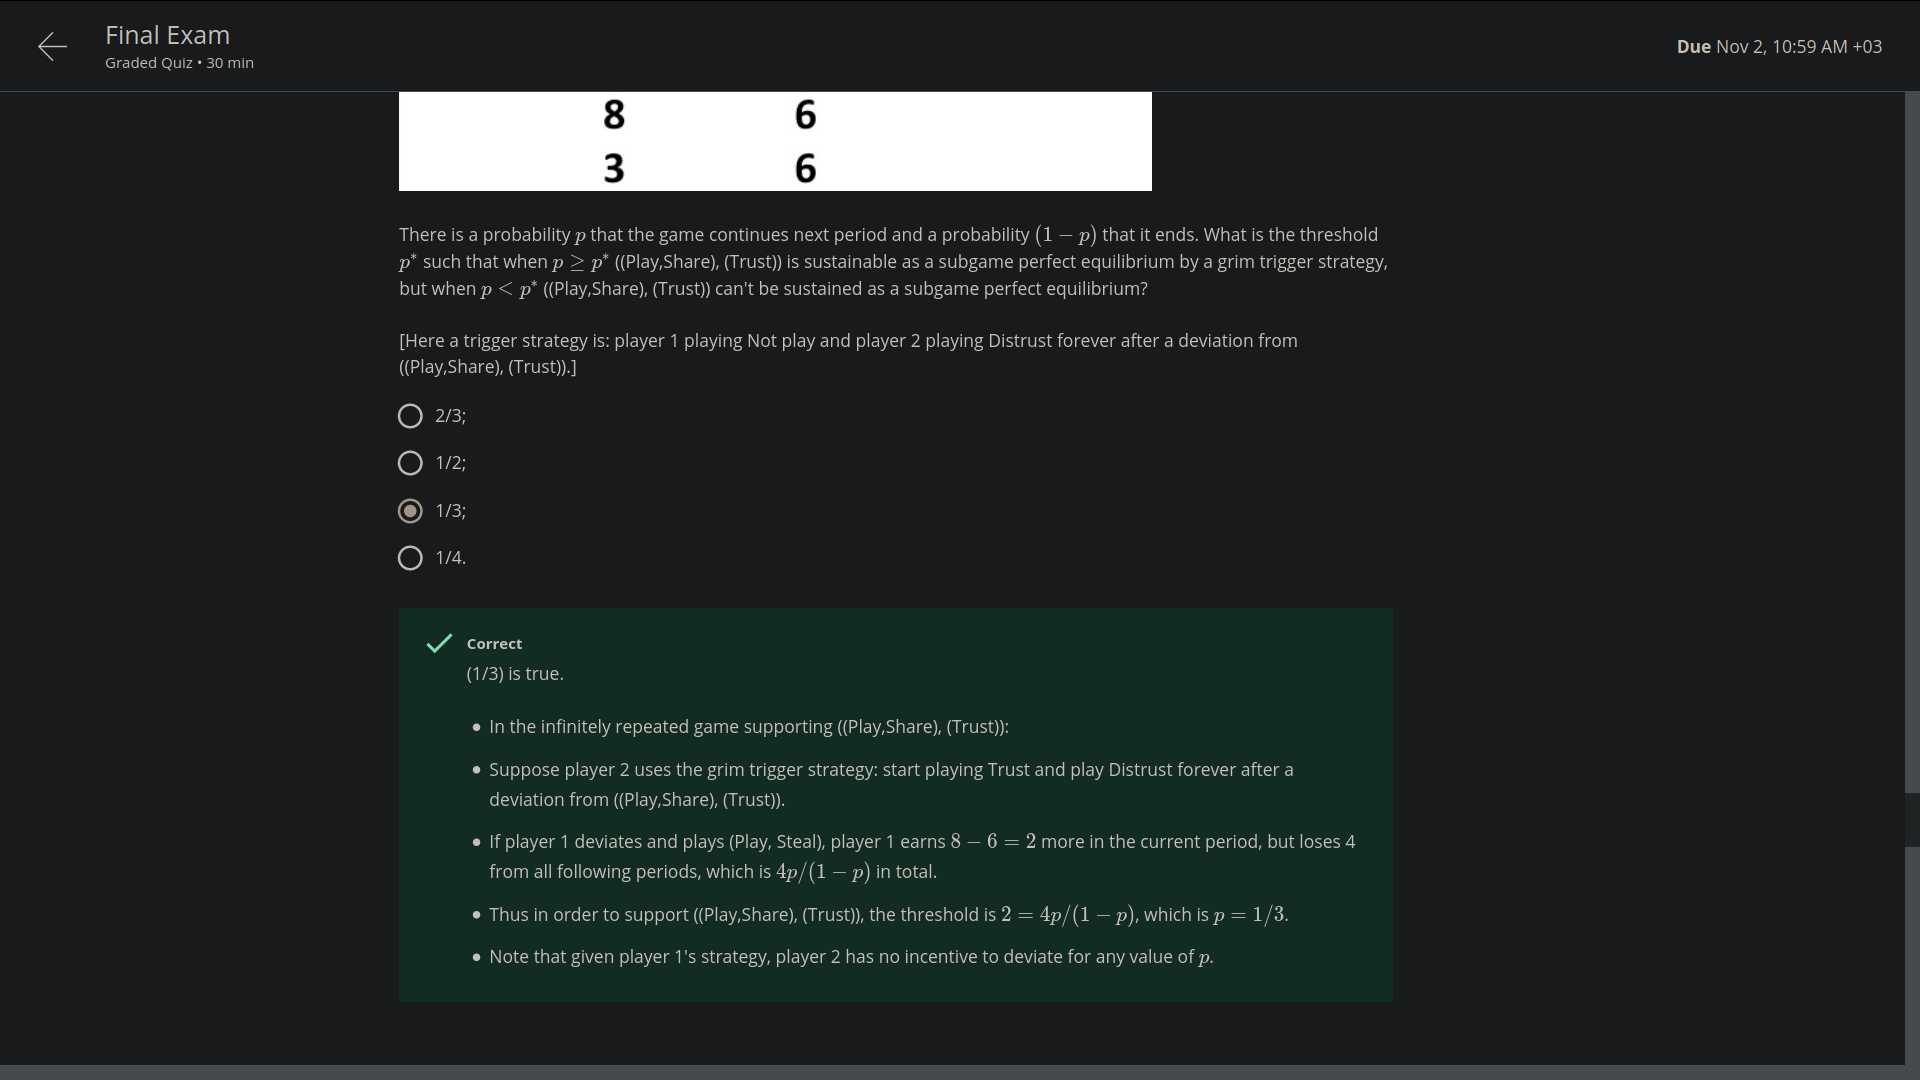 Final Exam
Graded Quiz • 30 min
Due Nov 2, 10:59 AM +03
8 6
3 6
There is a probability p that the game continues next period and a probability (1 − p) that it ends. What is the threshold
p* such that when p ≥ p* ((Play,Share), (Trust)) is sustainable as a subgame perfect equilibrium by a grim trigger strategy,
but when p < p* ((Play,Share), (Trust)) can't be sustained as a subgame perfect equilibrium?
[Here a trigger strategy is: player 1 playing Not play and player 2 playing Distrust forever after a deviation from
((Play,Share), (Trust)).]
2/3;
1/2;
1/3;
1/4.
Correct
(1/3) is true.
• In the infinitely repeated game supporting ((Play,Share), (Trust)):
• Suppose player 2 uses the grim trigger strategy: start playing Trust and play Distrust forever after a
deviation from ((Play,Share), (Trust)).
• If player 1 deviates and plays (Play, Steal), player 1 earns 8 − 6 = 2 more in the current period, but loses 4
from all following periods, which is 4p/(1 − p) in total.
• Thus in order to support ((Play,Share), (Trust)), the threshold is 2 = 4p/(1 − p), which is p = 1/3.
• Note that given player 1's strategy, player 2 has no incentive to deviate for any value of p.